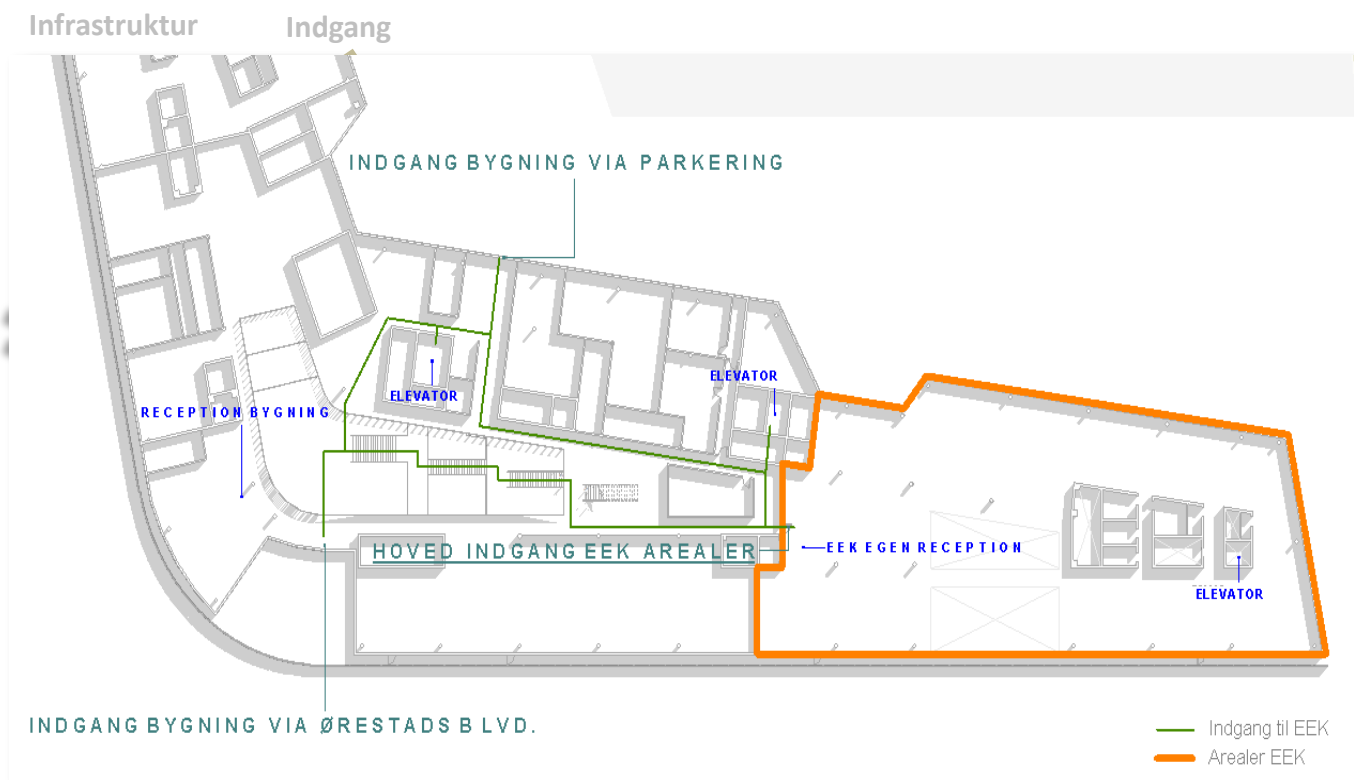 Infrastruktur
Indgang
INDGANG BYGNING VIA PARKERING
ELEVATOR
ELEVATOR
RECEPTION BYGNING
HOVED INDGANG EEK AREALER
EEK EGEN RECEPTION
ELEVATOR
INDGANG BYGNING VIA ØRESTADS BLVD.
Indgang til EEK
Arealer EEK